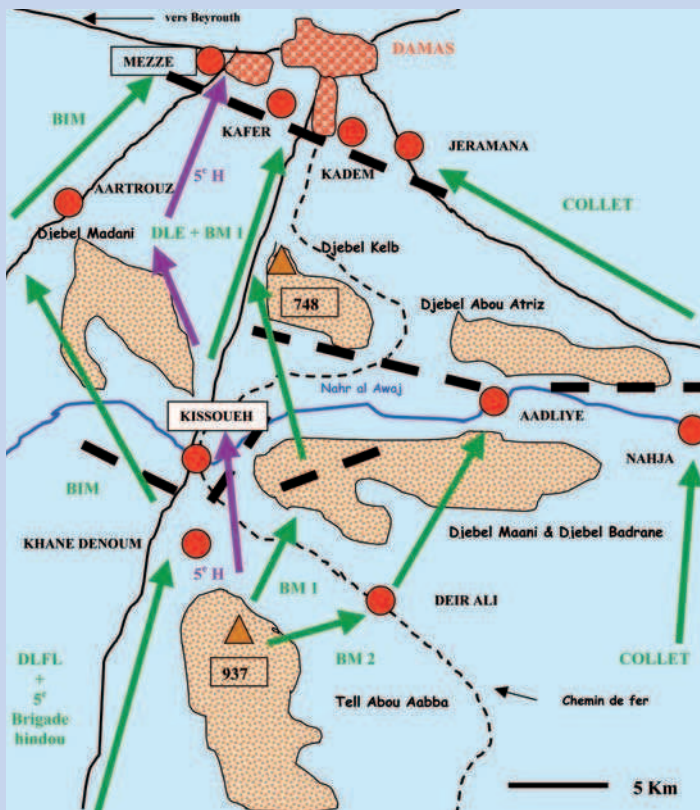 vers Beyrouth
MEZZE
DAMAS
BIM
KAFER
JERAMANA
5e H
KADEM
AARTROUZ
COLLET
Djebel Madani
DLE + BM 1
Djebel Kelb
748
Djebel Abou Atriz
Nahr al Awaj
KISSOUEH
AADLIYE
NAHJA
BIM
Djebel Maani & Djebel Badrane
KHANE DENOUM
5e H
BM 1
DEIR ALI
DLFL
+
5e
Brigade
hindou
937
BM 2
COLLET
Tell Abou Aabba
Chemin de fer
5 Km